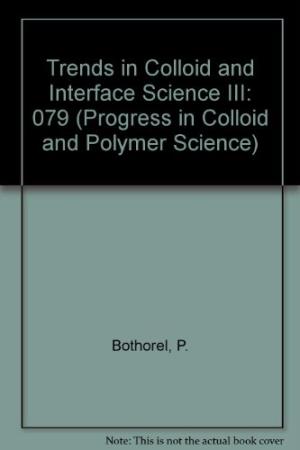 Trends in Colloid and
Interface Science III:
079 (Progress in Colloid
and Polymer Science)
Bothorel, P.
Note: This is not the actual book cover